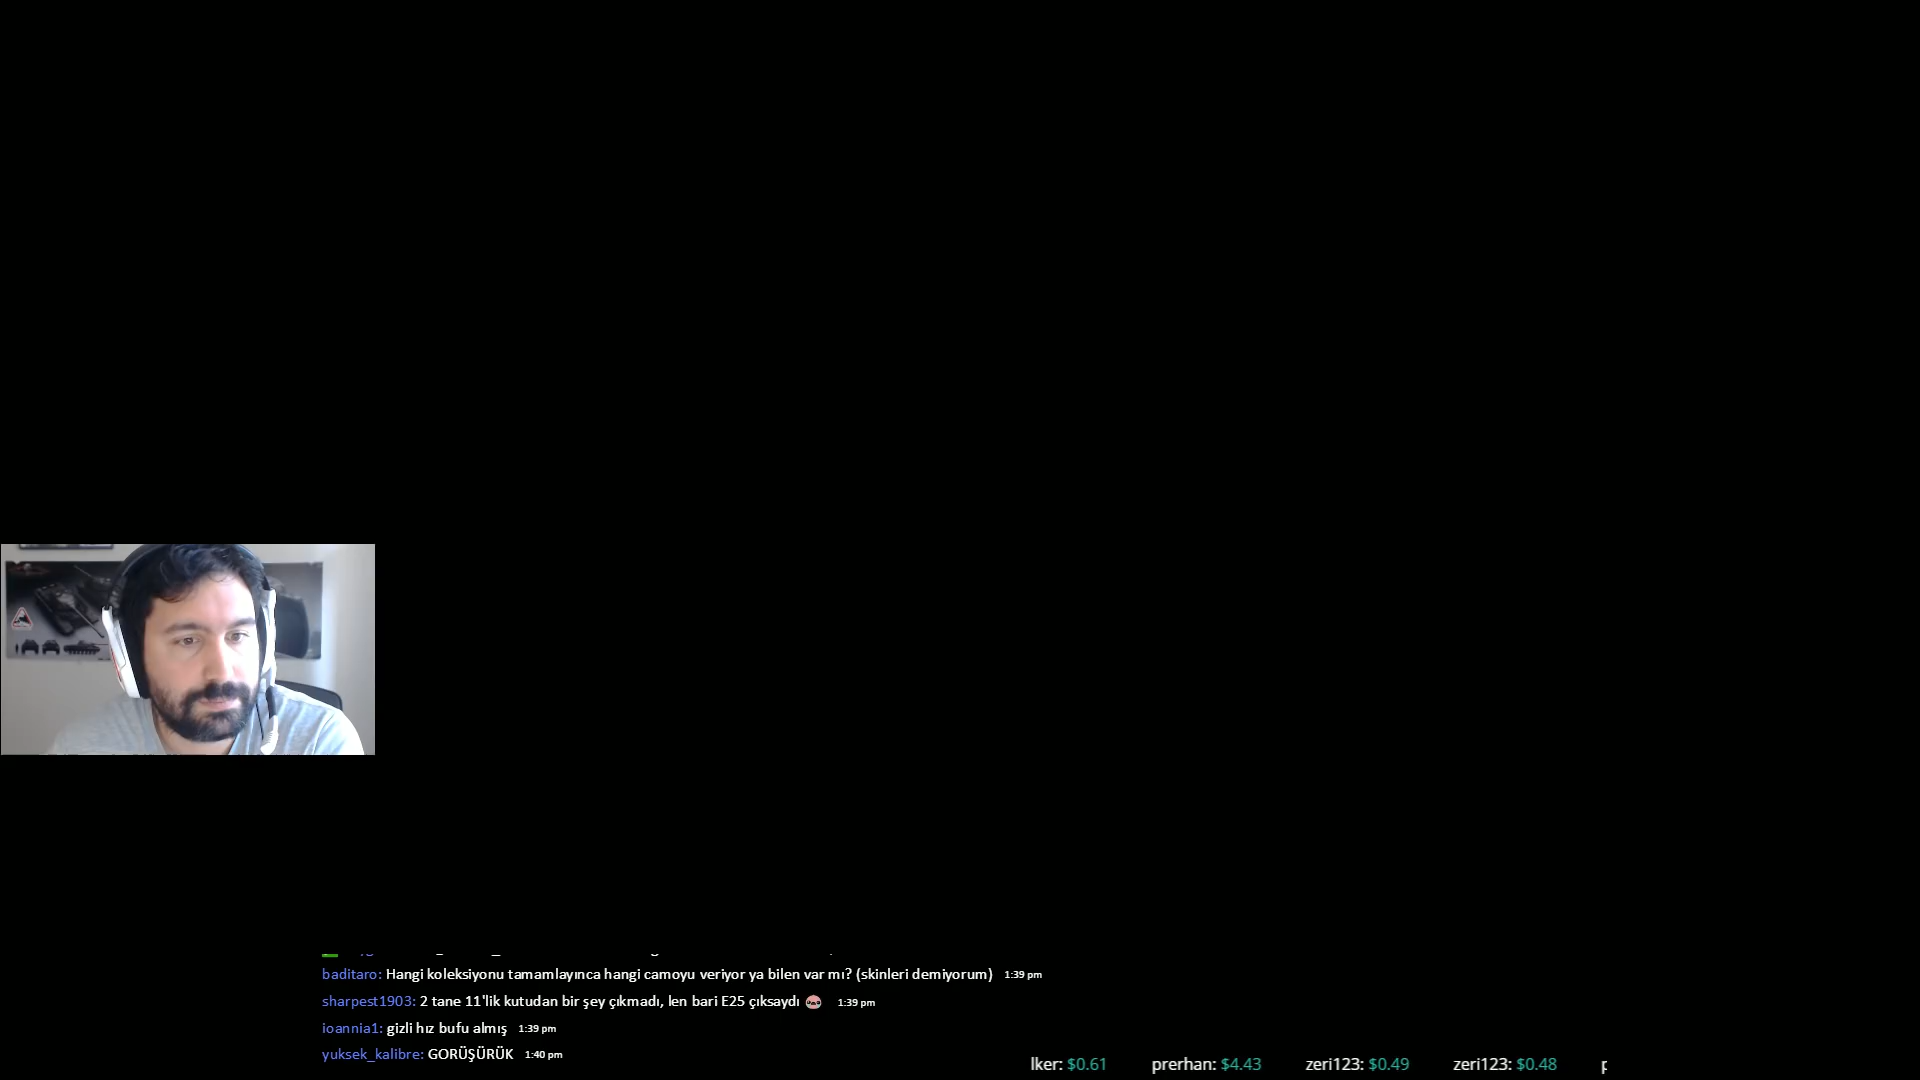 baditaro: Hangi koleksiyonu tamamlayınca hangi camoyu veriyor ya bilen var mı? (skinleri demiyorum) 1:39 pm
sharpest1903: 2 tane 11'lik kutudan bir şey çıkmadı, len bari E25 çıksaydı 1:39 pm
ioannia1: gizli hız bufu almış 1:39 pm
yuksek_kalibre: GORÜŞÜRÜK 1:40 pm
lker: $0.61 prerhan: $4.43 zeri123: $0.49 zeri123: $0.48